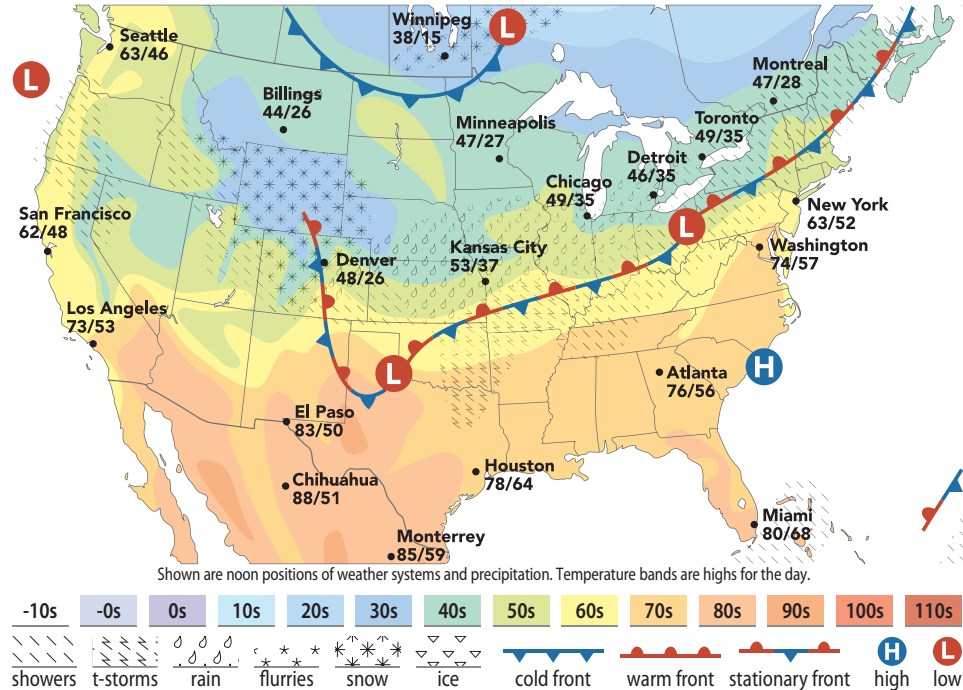 Winnipeg
38/15
L
Seattle
63/46
L
Montreal
47/28
Billings
44/26
Minneapolis
47/27
Toronto
49/35
Detroit
46/35
Chicago
49/35
San Francisco
62/48
New York
63/52
L
Washington
74/57
Kansas City
53/37
Denver
48/26
Los Angeles
73/53
L
H
Atlanta
76/56
El Paso
83/50
Houston
78/64
Chihuahua
88/51
Miami
80/68
Monterrey
85/59
Shown are noon positions of weather systems and precipitation. Temperature bands are highs for the day.
-10s -0s 0s 10s 20s 30s 40s 50s 60s 70s 80s 90s 100s 110s
H L
showers t-storms rain flurries snow ice cold front warm front stationary front high low